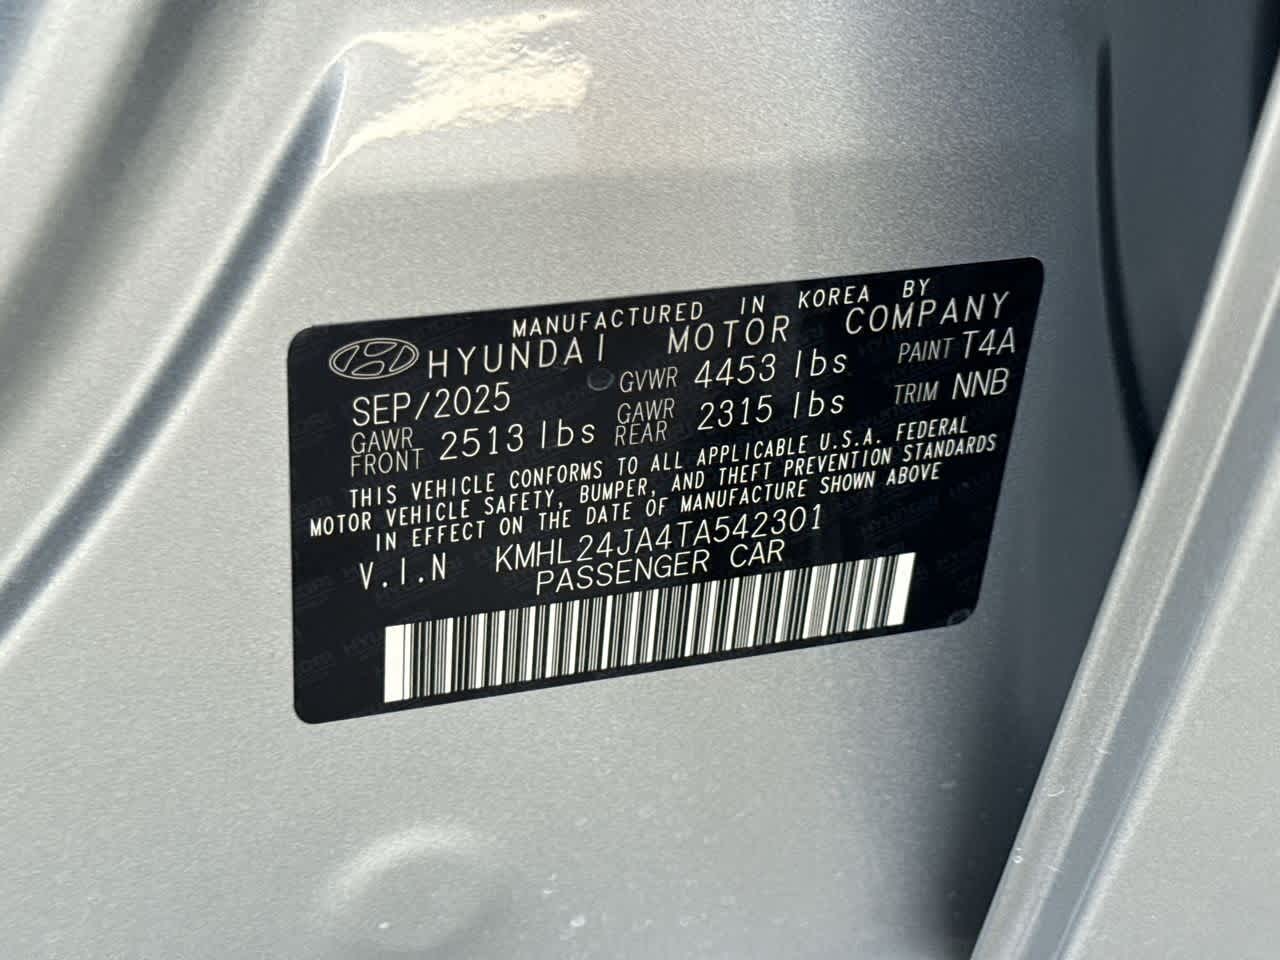 MANUFACTURED IN KOREA BY
HYUNDAI MOTOR COMPANY
SEP/2025 GVWR 4453 lbs PAINT T4A
GAWR FRONT 2513 lbs GAWR REAR 2315 lbs TRIM NNB
THIS VEHICLE CONFORMS TO ALL APPLICABLE U.S.A. FEDERAL
MOTOR VEHICLE SAFETY, BUMPER, AND THEFT PREVENTION STANDARDS
IN EFFECT ON THE DATE OF MANUFACTURE SHOWN ABOVE
V.I.N KMHL24JA4TA542301
PASSENGER CAR